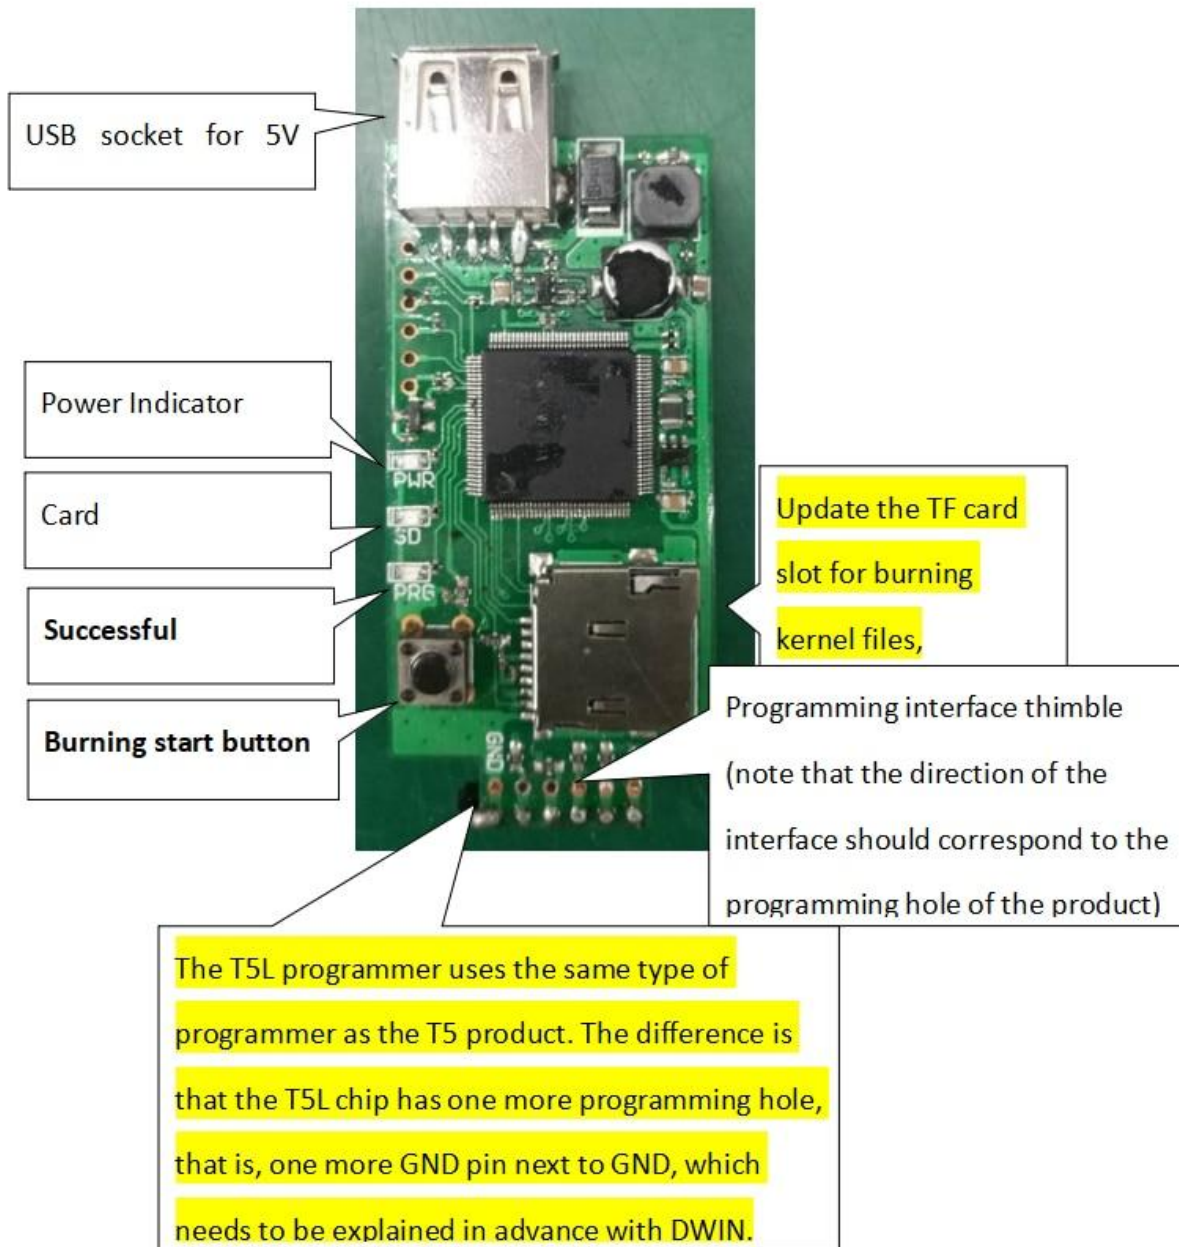 USB socket for 5V
Power Indicator
PWR
Card
SD
Update the TF card
slot for burning
kernel files,
PRG
Successful
Burning start button
Programming interface thimble
(note that the direction of the
interface should correspond to the
programming hole of the product)
GND
The T5L programmer uses the same type of
programmer as the T5 product. The difference is
that the T5L chip has one more programming hole,
that is, one more GND pin next to GND, which
needs to be explained in advance with DWIN.